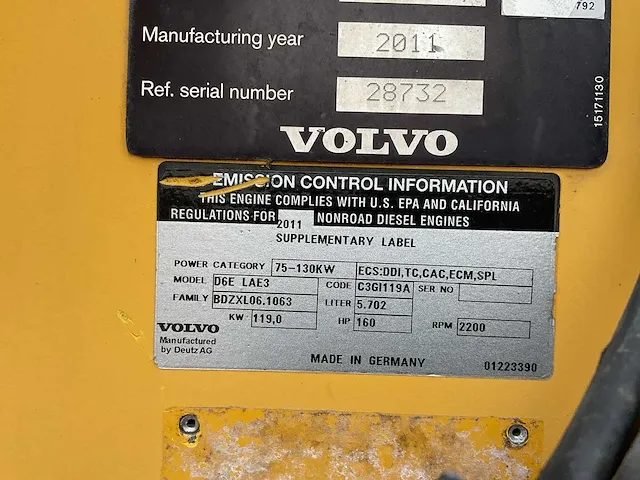 792
Manufacturing year 2011
Ref. serial number 28732
15171130
VOLVO
EMISSION CONTROL INFORMATION
THIS ENGINE COMPLIES WITH U.S. EPA AND CALIFORNIA
REGULATIONS FOR 2011 NONROAD DIESEL ENGINES
SUPPLEMENTARY LABEL
POWER CATEGORY 75-130KW ECS:DDI,TC,CAC,ECM,SPL
MODEL D6E LAE3 CODE C3GI119A SER NO
FAMILY BDZXL06.1063 LITER 5.702
KW 119,0 HP 160 RPM 2200
VOLVO
Manufactured
by Deutz AG
MADE IN GERMANY
01223390